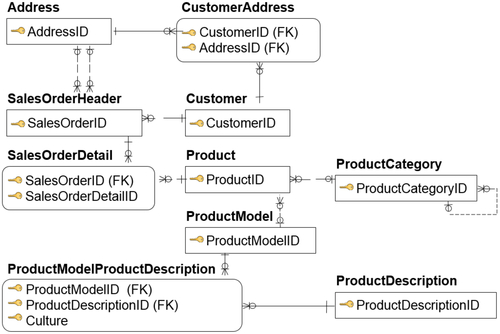 Address
AddressID
CustomerAddress
CustomerID (FK)
AddressID (FK)
SalesOrderHeader
SalesOrderID
Customer
CustomerID
SalesOrderDetail
SalesOrderID (FK)
SalesOrderDetailID
Product
ProductID
ProductCategory
ProductCategoryID
ProductModel
ProductModelID
ProductModelProductDescription
ProductModelID (FK)
ProductDescriptionID (FK)
Culture
ProductDescription
ProductDescriptionID